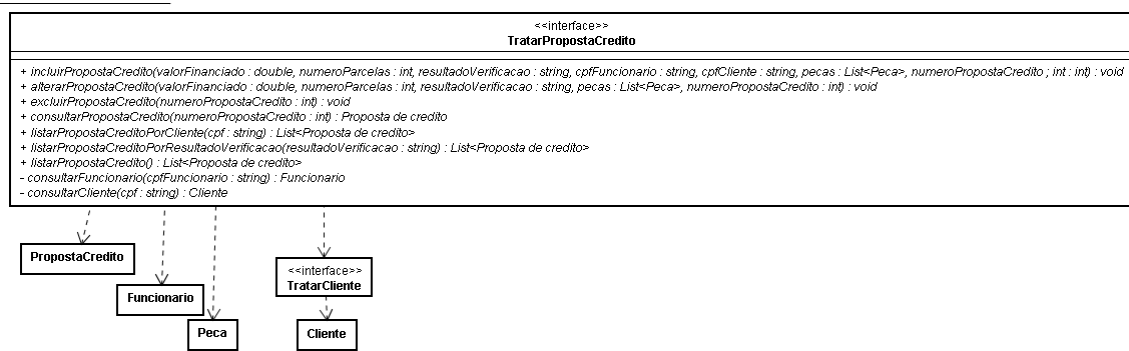 <<interface>>
TratarPropostaCredito
+ incluirPropostaCredito(valorFinanciado : double, numeroParcelas : int, resultadoVerificacao : string, cpfFuncionario : string, cpfCliente : string, pecas : List<Peca>, numeroPropostaCredito ; int : int) : void
+ alterarPropostaCredito(valorFinanciado : double, numeroParcelas : int, resultadoVerificacao : string, pecas : List<Peca>, numeroPropostaCredito : int) : void
+ excluirPropostaCredito(numeroPropostaCredito : int) : void
+ consultarPropostaCredito(numeroPropostaCredito : int) : Proposta de credito
+ listarPropostaCreditoPorCliente(cpf : string) : List<Proposta de credito>
+ listarPropostaCreditoPorResultadoVerificacao(resultadoVerificacao : string) : List<Proposta de credito>
+ listarPropostaCredito() : List<Proposta de credito>
- consultarFuncionario(cpfFuncionario : string) : Funcionario
- consultarCliente(cpf : string) : Cliente
PropostaCredito
<<interface>>
TratarCliente
Funcionario
Peca
Cliente